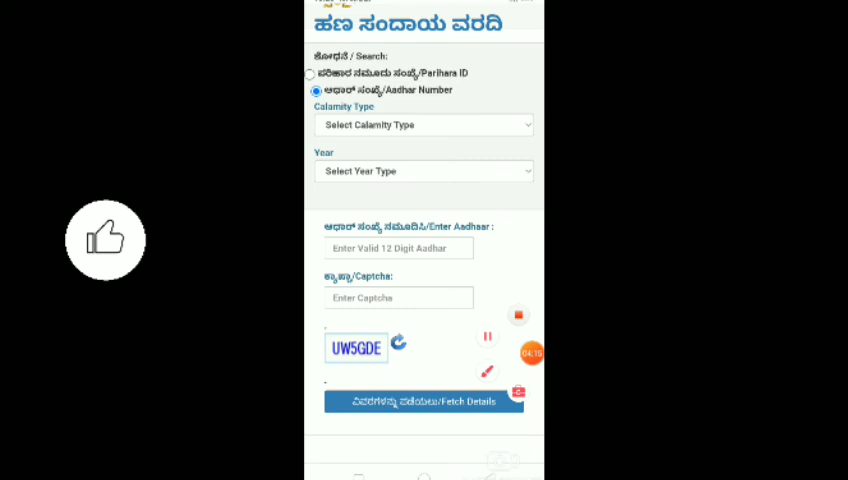 ಹಣ ಸಂದಾಯ ವರದಿ
ಶೋಧನೆ / Search:
ಪರಿಹಾರ ನಮೂದು ಸಂಖ್ಯೆ/Parihara ID
ಆಧಾರ್ ಸಂಖ್ಯೆ/Aadhar Number
Calamity Type
Select Calamity Type
Year
Select Year Type
ಆಧಾರ್ ಸಂಖ್ಯೆ ನಮೂದಿಸಿ/Enter Aadhaar :
Enter Valid 12 Digit Aadhar
ಕ್ಯಾಪ್ಚಾ/Captcha:
Enter Captcha
UW5GDE
04:15
ವಿವರಗಳನ್ನು ಪಡೆಯಲು/Fetch Details